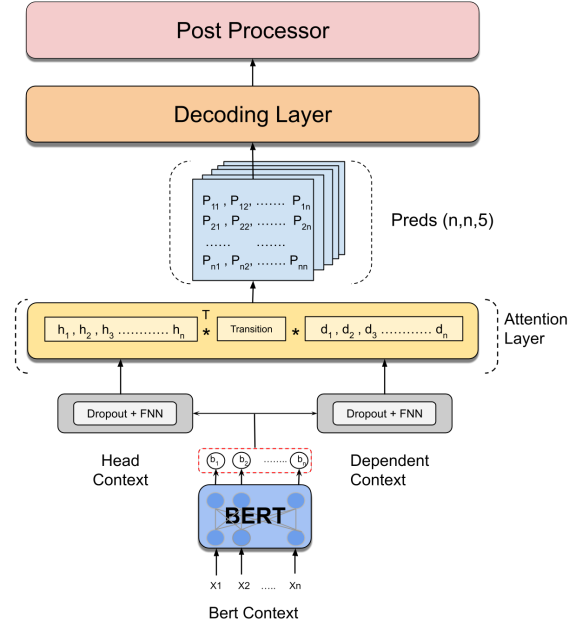 Post Processor
Decoding Layer
P11 , P12, ....... P1n
P21 , P22, ....... P2n
...... .......
Pn1 , Pn2, ....... Pnn
Preds (n,n,5)
h1 , h2 , h3 ............ hn
T
*
Transition
*
d1 , d2 , d3 ............ dn
Attention
Layer
Dropout + FNN
Dropout + FNN
Head
Context
Dependent
Context
b1 b2 ........ bn
BERT
X1 X2 ..... Xn
Bert Context